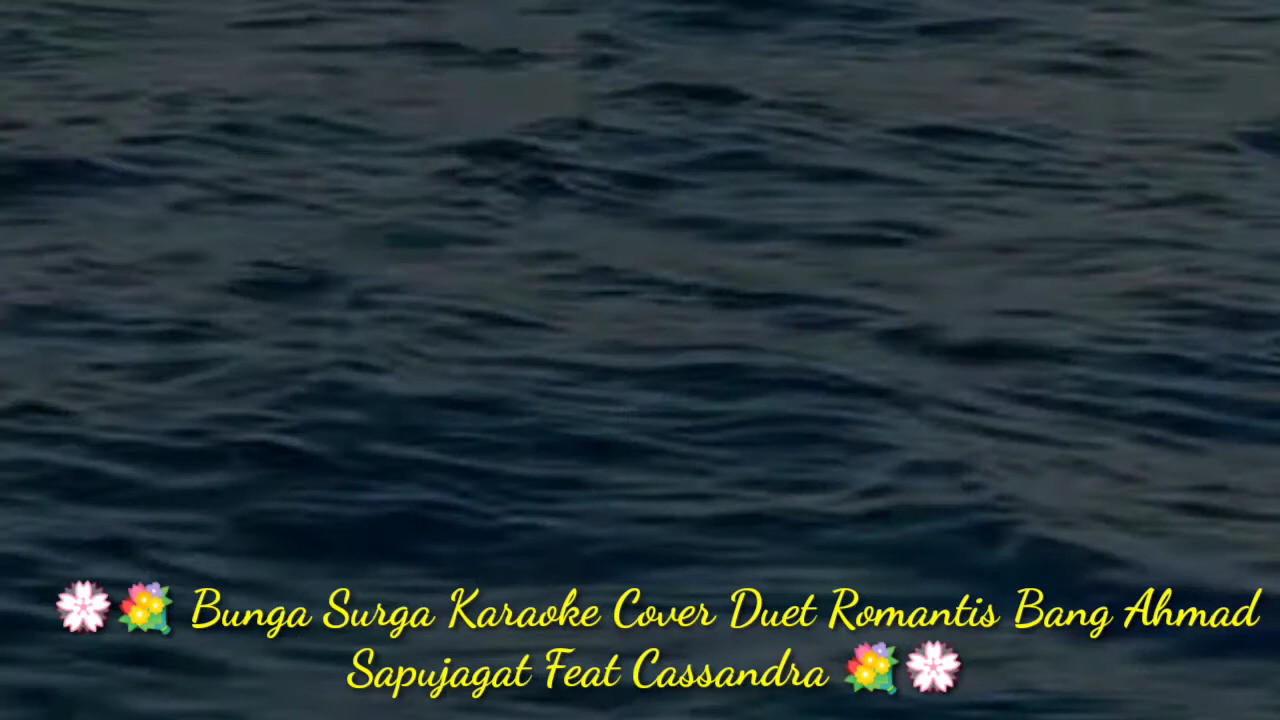 🌸💐 Bunga Surga Karaoke Cover Duet Romantis Bang Ahmad
Sapujagat Feat Cassandra 💐🌸